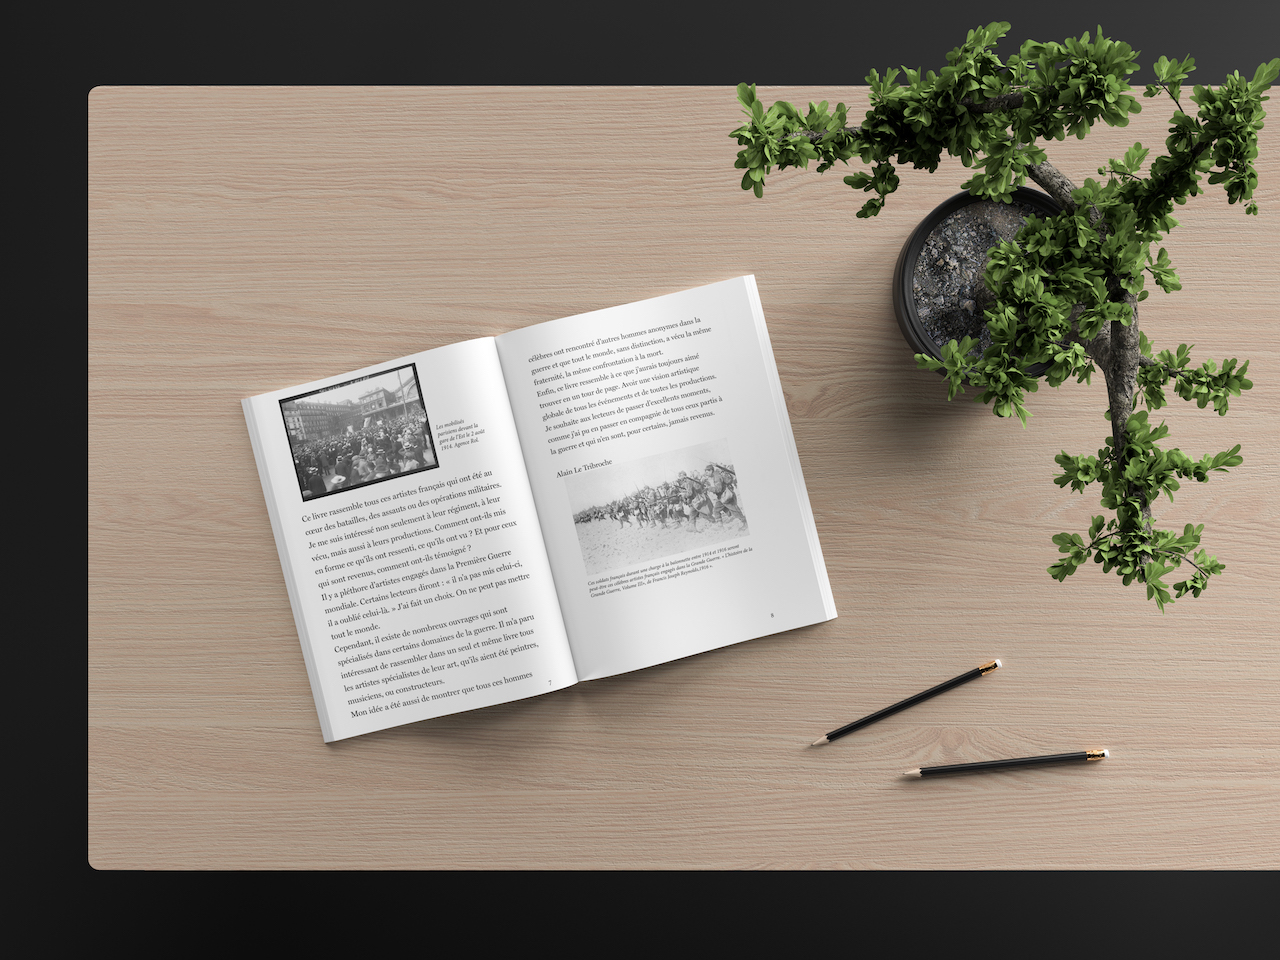 Les mobilisés
parisiens devant la
gare de l'Est le 2 août
1914. Agence Rol.
Ce livre rassemble tous ces artistes français qui ont été au
cœur des batailles, des assauts ou des opérations militaires.
Je me suis intéressé non seulement à leur régiment, à leur
vécu, mais aussi à leurs productions. Comment ont-ils mis
en forme ce qu'ils ont ressenti, ce qu'ils ont vu ? Et pour ceux
qui sont revenus, comment ont-ils témoigné ?
Il y a pléthore d'artistes engagés dans la Première Guerre
mondiale. Certains lecteurs diront : « il n'a pas mis celui-ci,
il a oublié celui-là. » J'ai fait un choix. On ne peut pas mettre
tout le monde.
Cependant, il existe de nombreux ouvrages qui sont
spécialisés dans certains domaines de la guerre. Il m'a paru
intéressant de rassembler dans un seul et même livre tous
les artistes spécialistes de leur art, qu'ils aient été peintres,
musiciens, ou constructeurs.
Mon idée a été aussi de montrer que tous ces hommes
7
célèbres ont rencontré d'autres hommes anonymes dans la
guerre et que tout le monde, sans distinction, a vécu la même
fraternité, la même confrontation à la mort.
Enfin, ce livre ressemble à ce que j'aurais toujours aimé
trouver en un tour de page. Avoir une vision artistique
globale de tous les événements et de toutes les productions.
Je souhaite aux lecteurs de passer d'excellents moments,
comme j'ai pu en passer en compagnie de tous ceux partis à
la guerre et qui n'en sont, pour certains, jamais revenus.
Alain Le Tribroche
Ces soldats français durant une charge à la baïonnette entre 1914 et 1916 seront
peut-être ces célèbres artistes français engagés dans la Grande Guerre. « L'histoire de la
Grande Guerre, Volume III», de Francis Joseph Reynolds,1916 ».
8